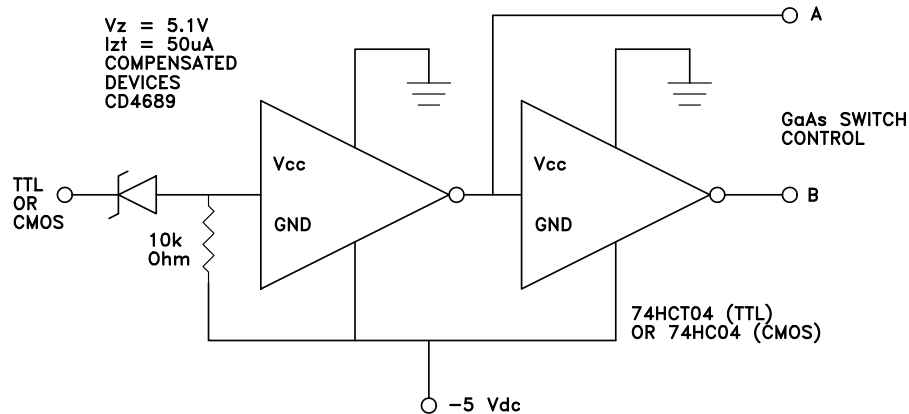 Vz = 5.1V
Izt = 50uA
COMPENSATED
DEVICES
CD4689
A
GaAs SWITCH
CONTROL
Vcc
Vcc
TTL
OR
CMOS
B
GND
GND
10k
Ohm
74HCT04 (TTL)
OR 74HC04 (CMOS)
-5 Vdc